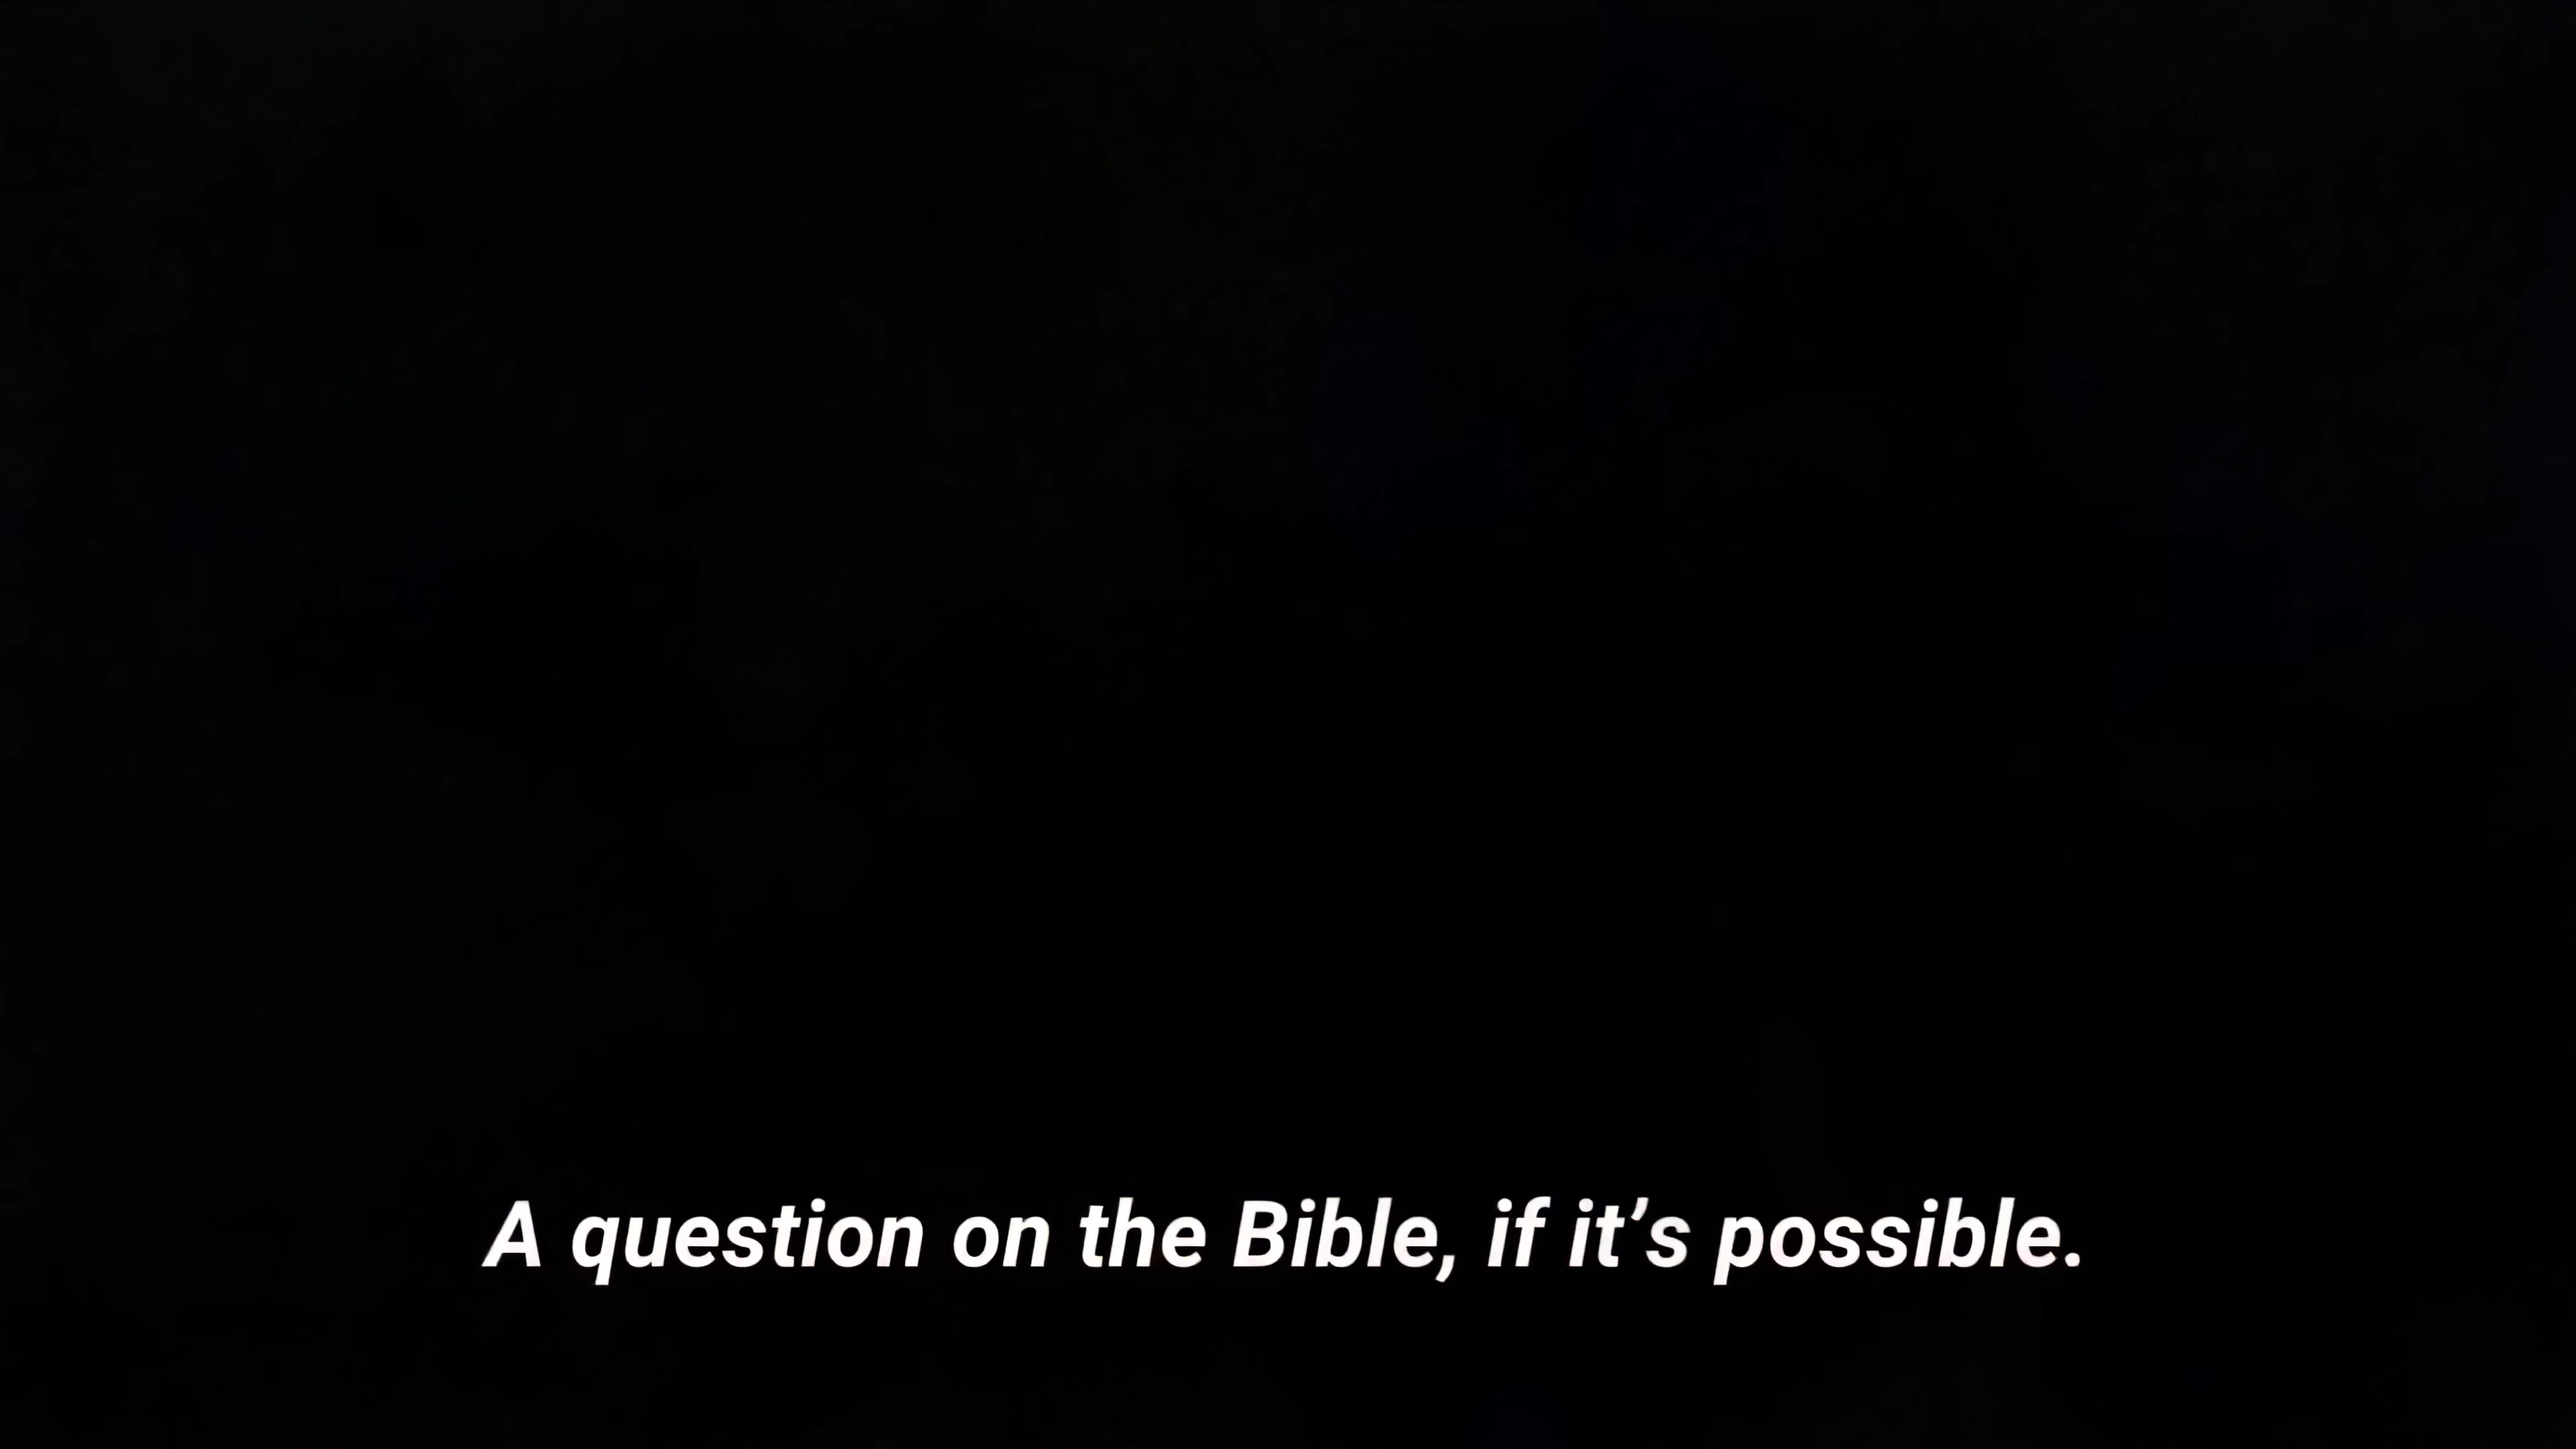 A question on the Bible, if it’s possible.